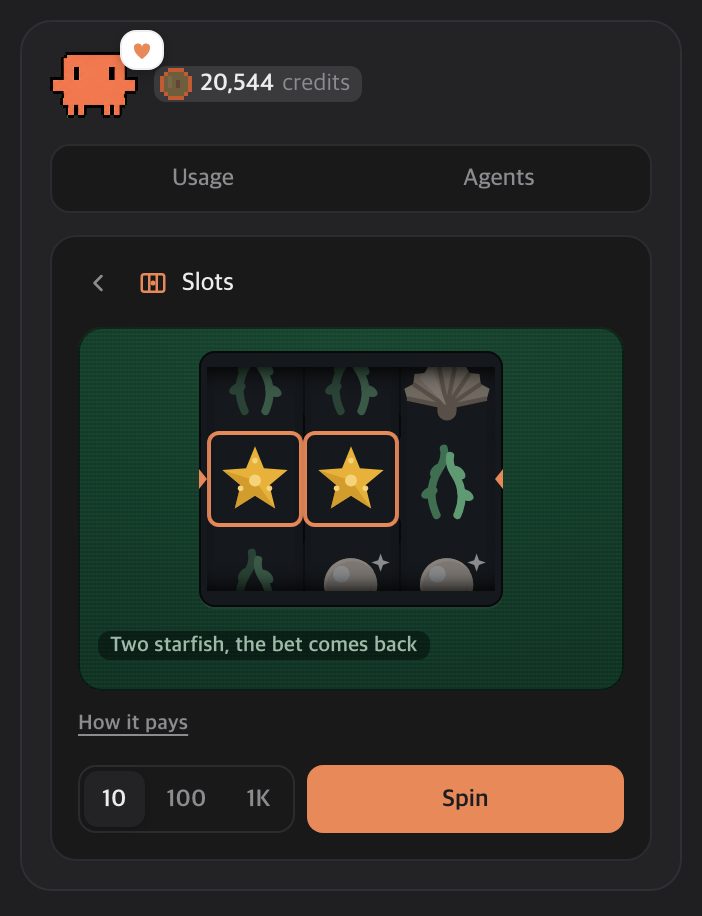 20,544 credits
Usage Agents
Slots
Two starfish, the bet comes back
How it pays
10 100 1K Spin